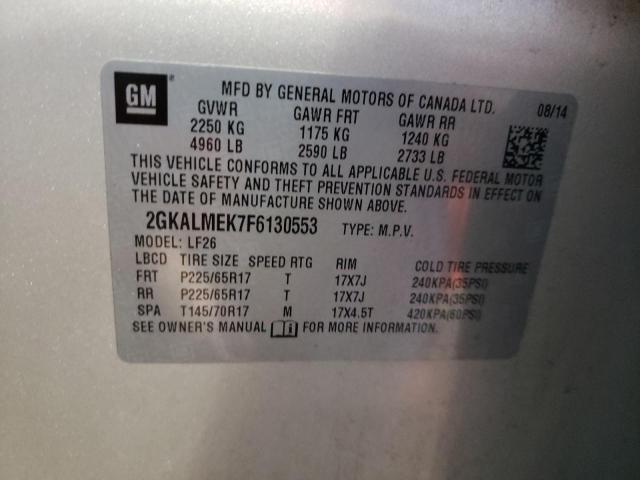 GM ® MFD BY GENERAL MOTORS OF CANADA LTD. 08/14
GVWR GAWR FRT GAWR RR
2250 KG 1175 KG 1240 KG
4960 LB 2590 LB 2733 LB
THIS VEHICLE CONFORMS TO ALL APPLICABLE U.S. FEDERAL MOTOR
VEHICLE SAFETY AND THEFT PREVENTION STANDARDS IN EFFECT ON
THE DATE OF MANUFACTURE SHOWN ABOVE.
2GKALMEK7F6130553 TYPE: M.P.V.
MODEL: LF26
LBCD TIRE SIZE SPEED RTG RIM COLD TIRE PRESSURE
FRT P225/65R17 T 17X7J 240KPA(35PSI)
RR P225/65R17 T 17X7J 240KPA(35PSI)
SPA T145/70R17 M 17X4.5T 420KPA(60PSI)
SEE OWNER'S MANUAL FOR MORE INFORMATION.